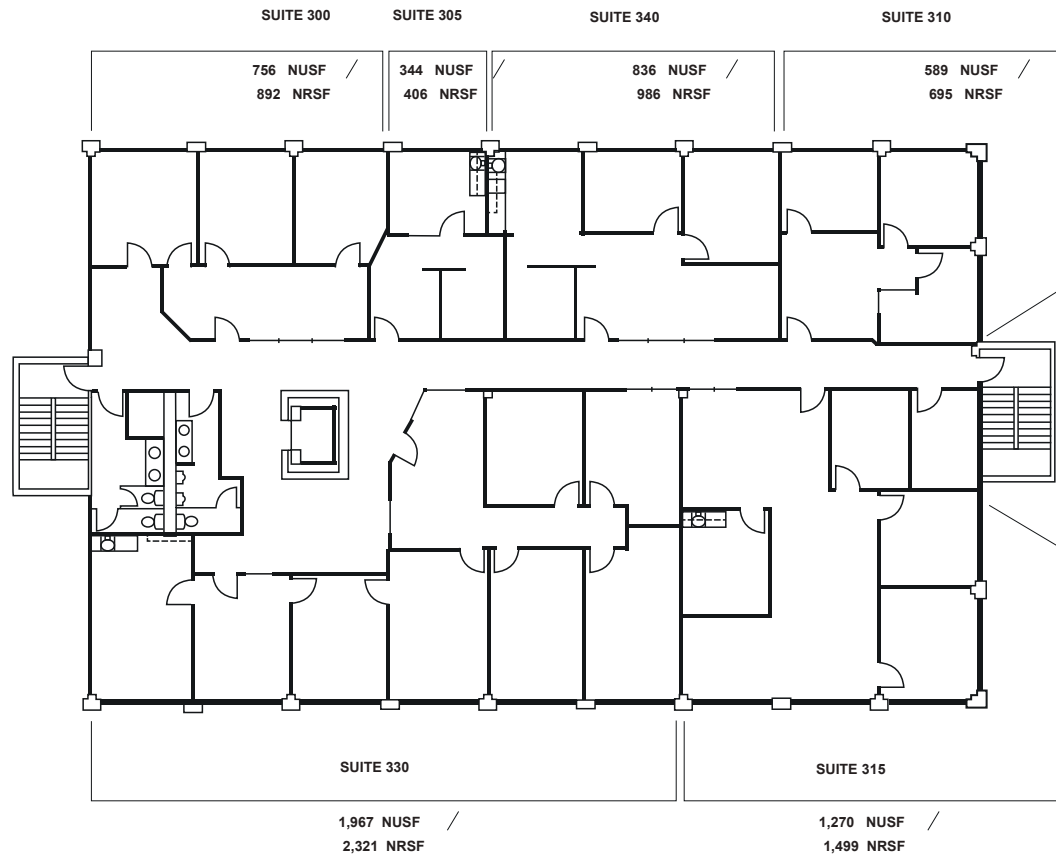 SUITE 300 SUITE 305 SUITE 340 SUITE 310
756 NUSF / 344 NUSF / 836 NUSF / 589 NUSF /
892 NRSF 406 NRSF 986 NRSF 695 NRSF
SUITE 330 SUITE 315
1,967 NUSF / 1,270 NUSF /
2,321 NRSF 1,499 NRSF